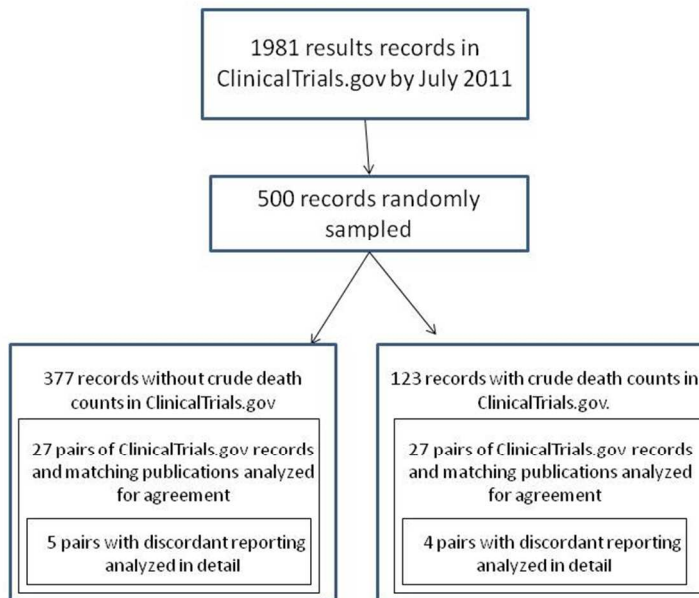 1981 results records in
ClinicalTrials.gov by July 2011
500 records randomly
sampled
377 records without crude death
counts in ClinicalTrials.gov
27 pairs of ClinicalTrials.gov records
and matching publications analyzed
for agreement
5 pairs with discordant reporting
analyzed in detail
123 records with crude death counts in
ClinicalTrials.gov.
27 pairs of ClinicalTrials.gov records
and matching publications analyzed
for agreement
4 pairs with discordant reporting
analyzed in detail